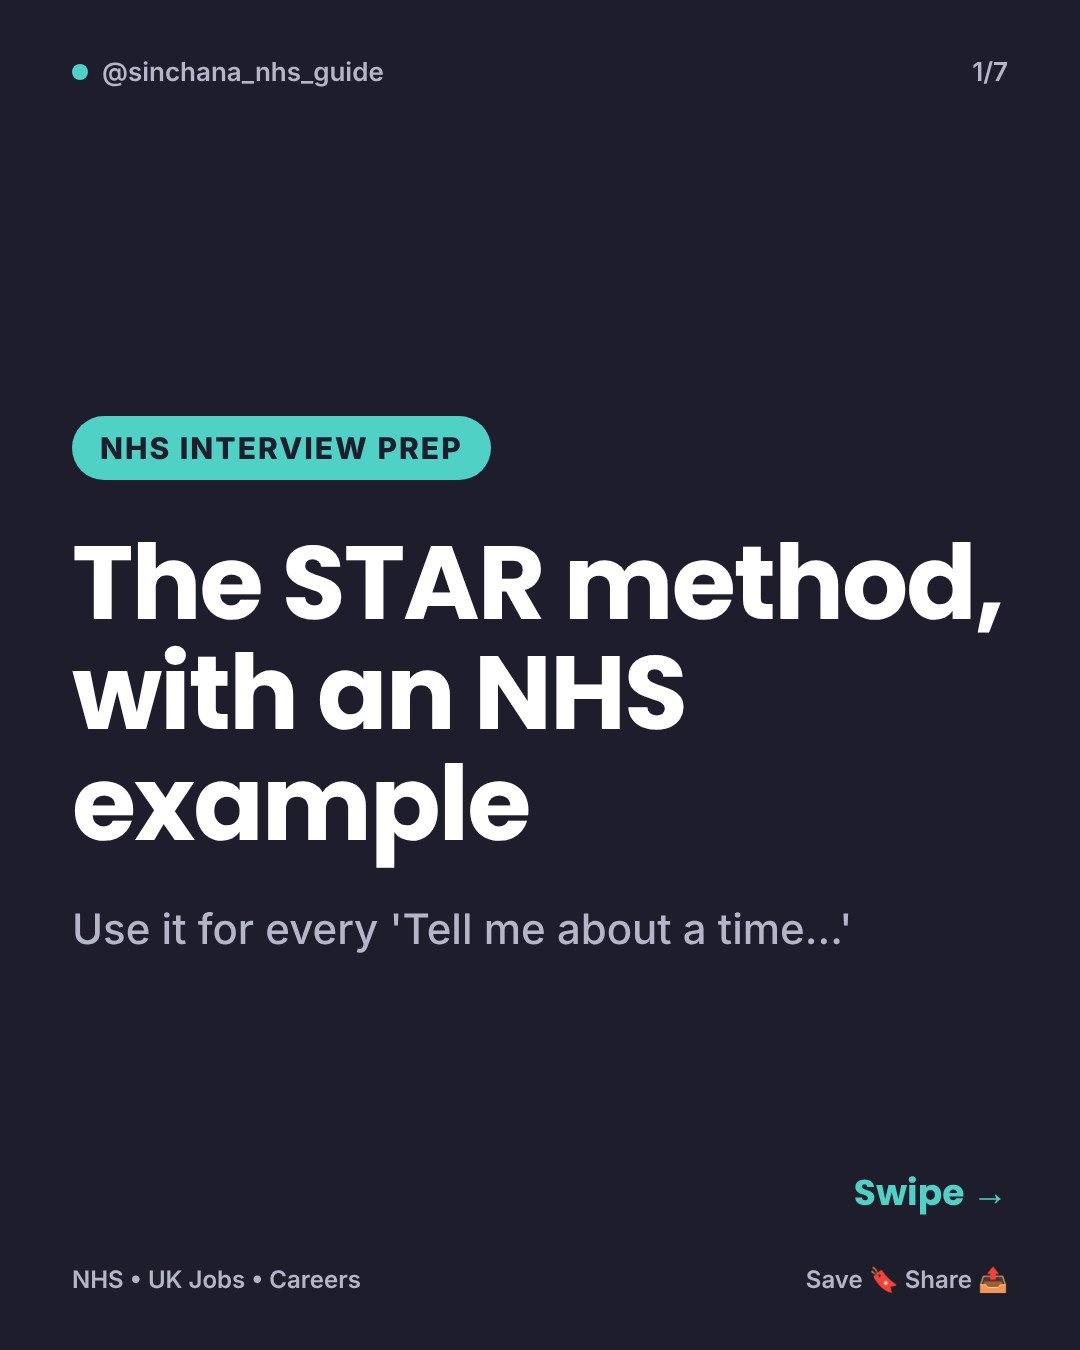 @sinchana_nhs_guide
1/7
NHS INTERVIEW PREP
The STAR method,
with an NHS
example
Use it for every 'Tell me about a time...'
Swipe →
NHS • UK Jobs • Careers
Save 🔖 Share 📤